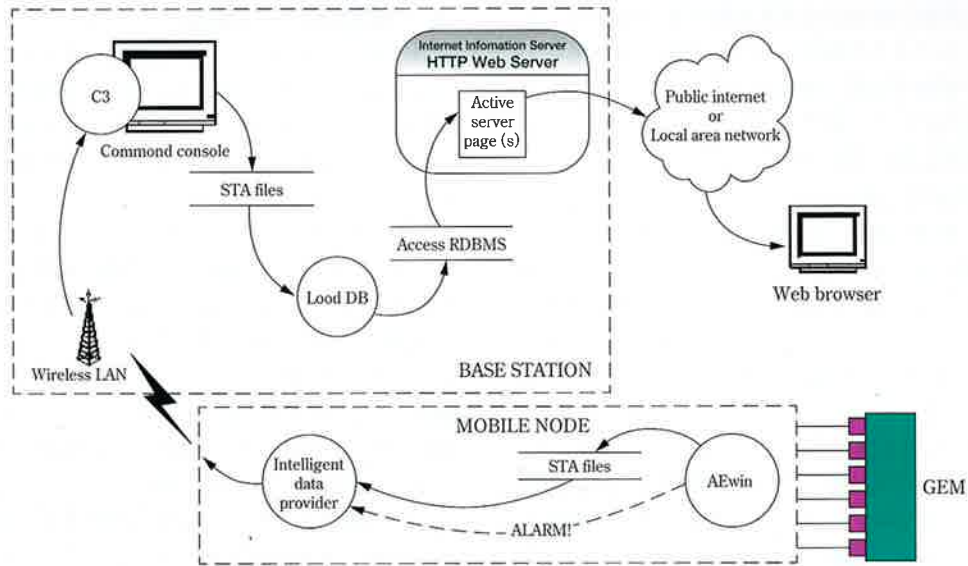 Internet Infomation Server
HTTP Web Server
Active
server
page (s)
Public internet
or
Local area network
C3
Commond console
STA files
Access RDBMS
Lood DB
Web browser
Wireless LAN
BASE STATION
MOBILE NODE
Intelligent
data
provider
STA files
AEwin
ALARM!
GEM